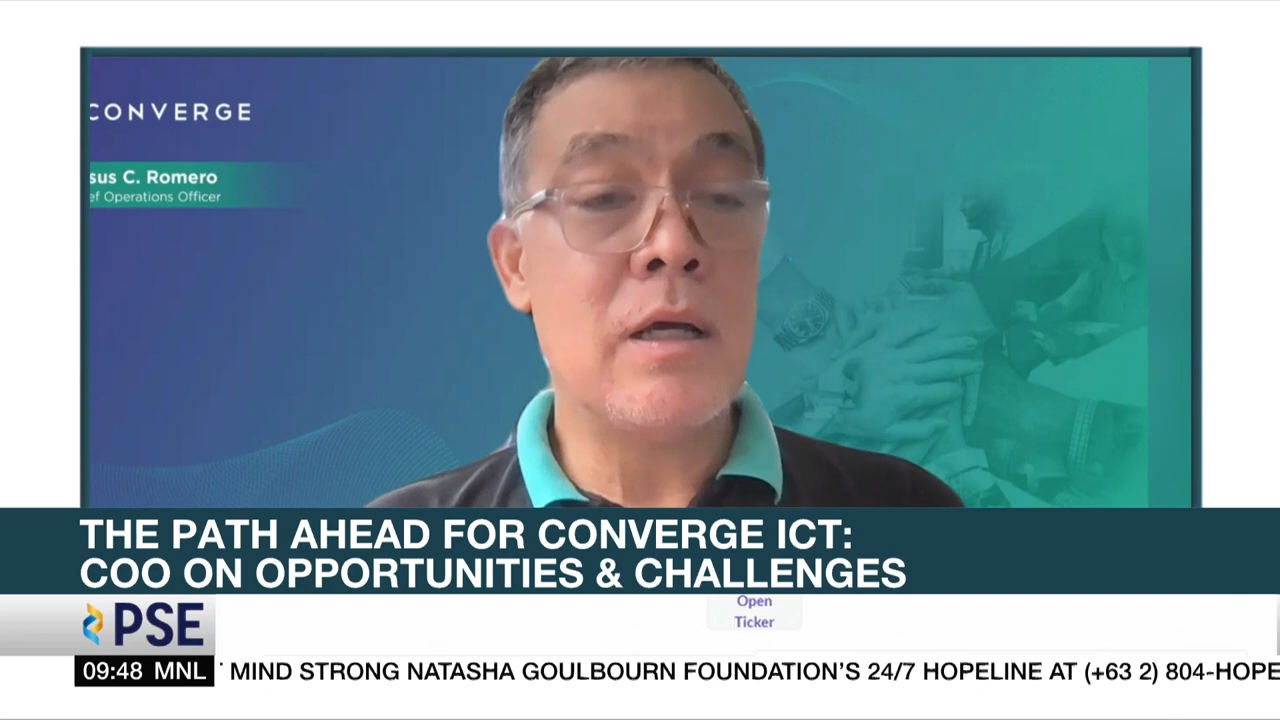 CONVERGE
sus C. Romero
ef Operations Officer
THE PATH AHEAD FOR CONVERGE ICT:
COO ON OPPORTUNITIES & CHALLENGES
Open
Ticker
PSE
09:48 MNL
MIND STRONG NATASHA GOULBOURN FOUNDATION'S 24/7 HOPELINE AT (+63 2) 804-HOPE